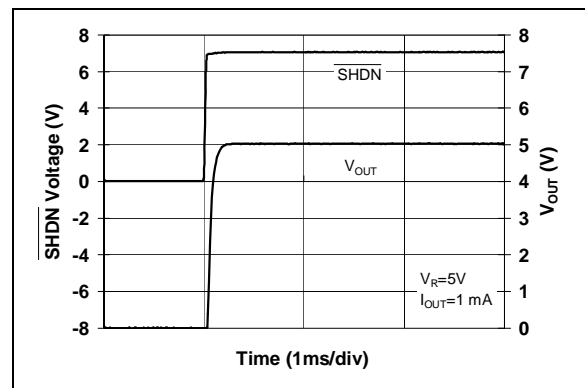 8
6
4
2
0
-2
-4
-6
-8
SHDN Voltage (V)
SHDN
VOUT
VR=5V
IOUT=1 mA
8
7
6
5
4
3
2
1
0
VOUT (V)
Time (1ms/div)